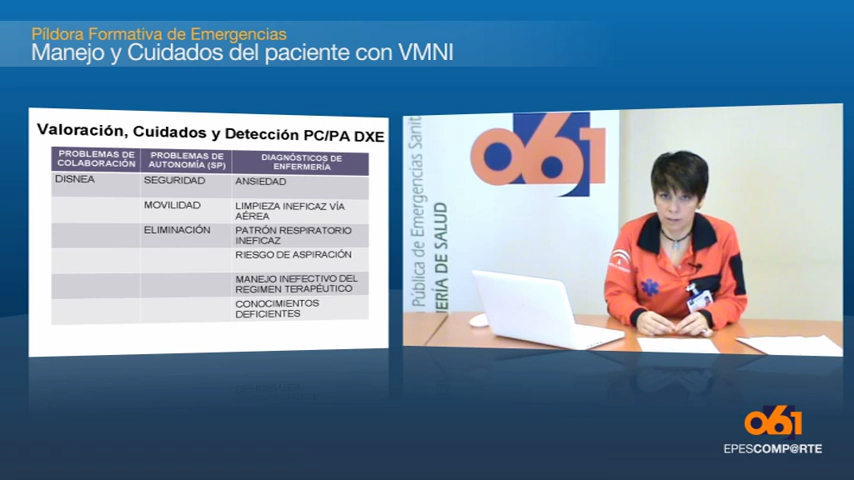 Píldora Formativa de Emergencias
Manejo y Cuidados del paciente con VMNI
Valoración, Cuidados y Detección PC/PA DXE
PROBLEMAS DE COLABORACIÓN
PROBLEMAS DE AUTONOMÍA (SP)
DIAGNÓSTICOS DE ENFERMERÍA
DISNEA
SEGURIDAD
ANSIEDAD
MOVILIDAD
LIMPIEZA INEFICAZ VÍA AÉREA
ELIMINACIÓN
PATRÓN RESPIRATORIO INEFICAZ
RIESGO DE ASPIRACIÓN
MANEJO INEFECTIVO DEL REGIMEN TERAPÉUTICO
CONOCIMIENTOS DEFICIENTES
061
Pública de Emergencias Sanit
JERÍA DE SALUD
061
EPESCOMP@RTE